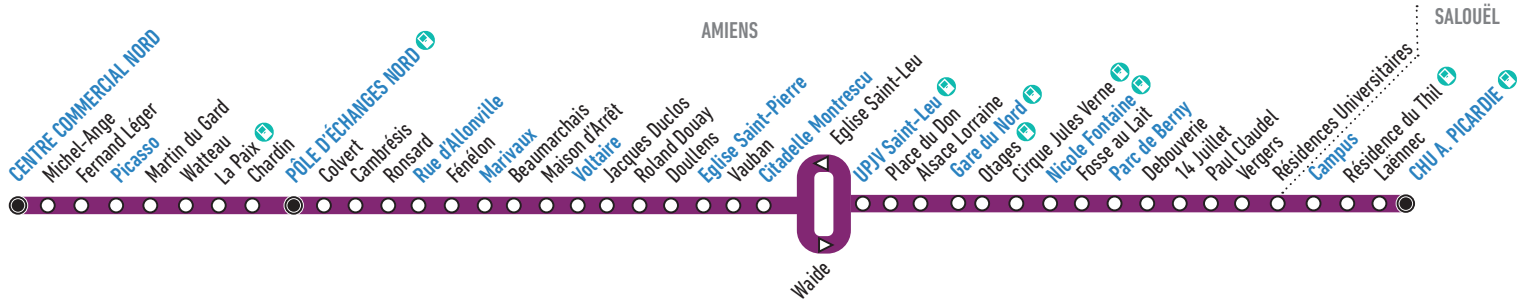 AMIENS
SALOUËL
CENTRE COMMERCIAL NORD
Michel-Ange
Fernand Léger
Picasso
Martin du Gard
Watteau
La Paix
Chardin
PÔLE D'ÉCHANGES NORD
Colvert
Cambrésis
Ronsard
Rue d'Allonville
Fénélon
Marivaux
Beaumarchais
Maison d'Arrêt
Voltaire
Jacques Duclos
Roland Douay
Doullens
Eglise Saint-Pierre
Vauban
Citadelle Montrescu
Eglise Saint-Leu
Waide
UPJV Saint-Leu
Place du Don
Alsace Lorraine
Gare du Nord
Otages
Cirque Jules Verne
Nicole Fontaine
Fosse au Lait
Parc de Berny
Debouverie
14 Juillet
Paul Claudel
Vergers
Résidences Universitaires
Campus
Résidence du Thil
Laënnec
CHU A. PICARDIE